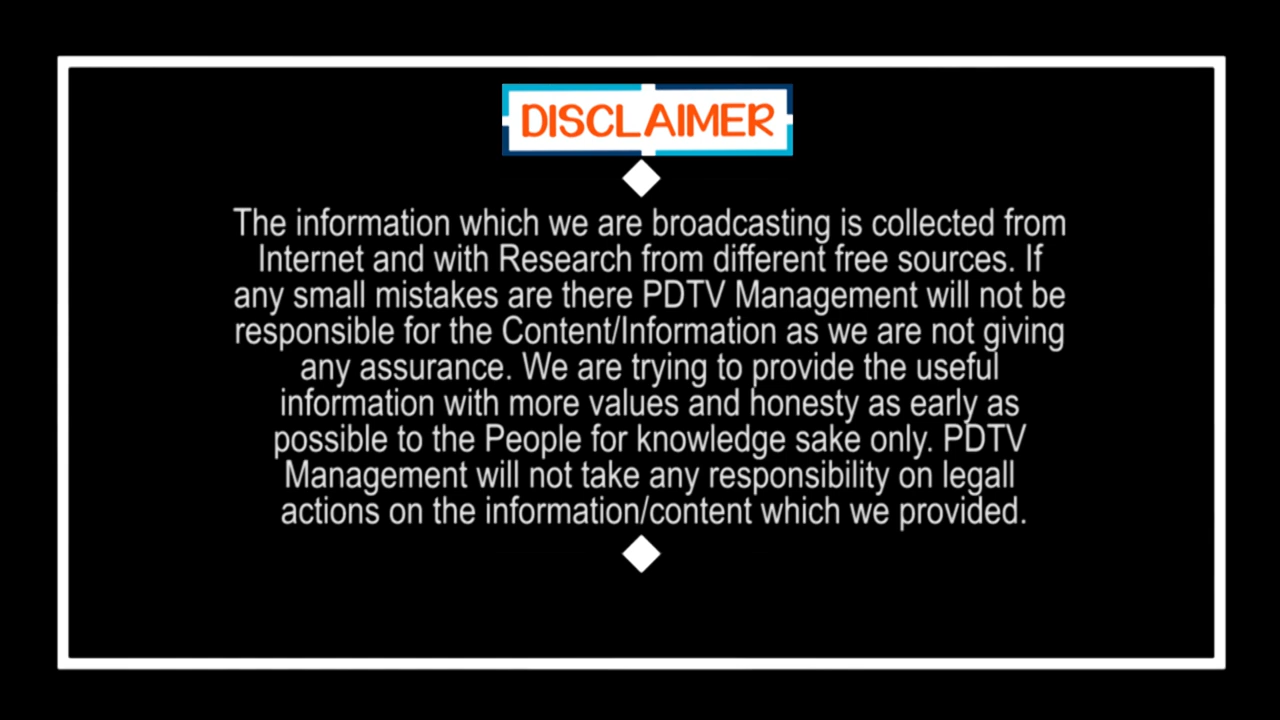 DISCLAIMER
The information which we are broadcasting is collected from
Internet and with Research from different free sources. If
any small mistakes are there PDTV Management will not be
responsible for the Content/Information as we are not giving
any assurance. We are trying to provide the useful
information with more values and honesty as early as
possible to the People for knowledge sake only. PDTV
Management will not take any responsibility on legall
actions on the information/content which we provided.